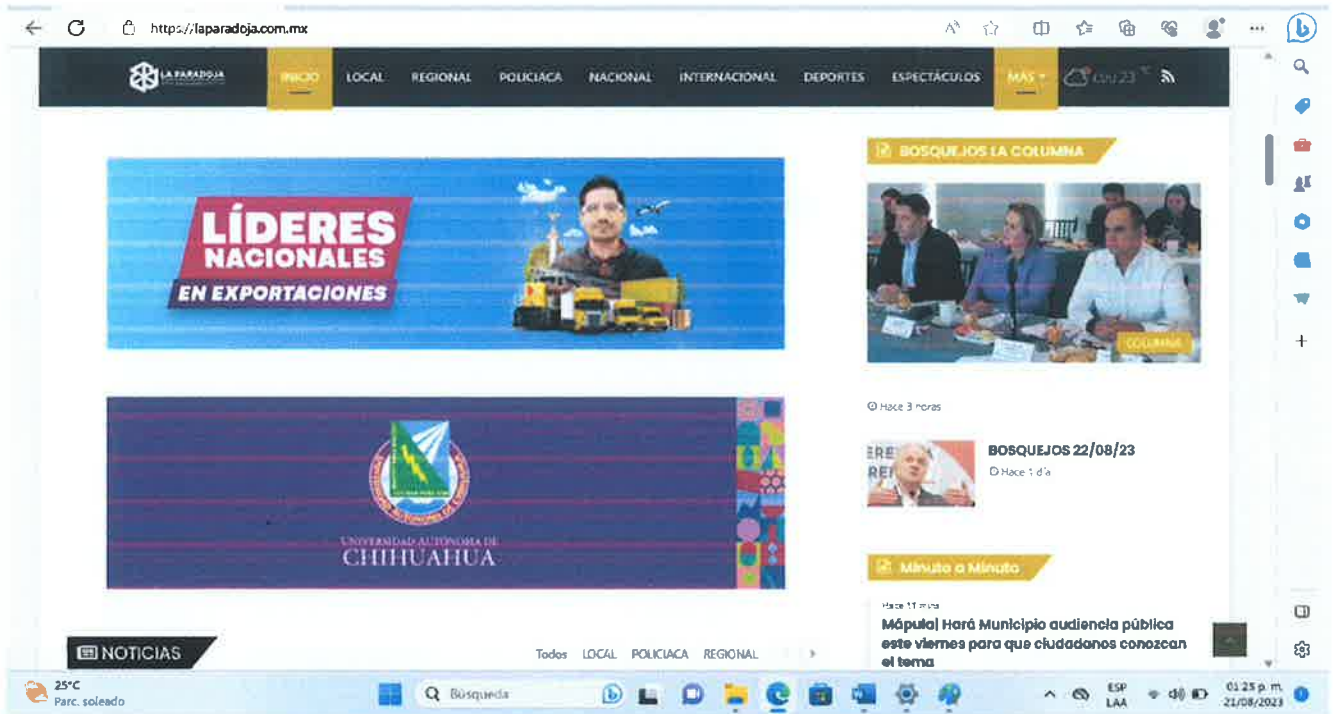 https://laparadoja.com.mx
LA PARADOJA
INICIO LOCAL REGIONAL POLICIACA NACIONAL INTERNACIONAL DEPORTES ESPECTÁCULOS MÁS
LÍDERES
NACIONALES
EN EXPORTACIONES
BOSQUEJOS LA COLUMNA
COLUMNA
Hace 3 horas
BOSQUEJOS 22/08/23
Hace 1 día
UNIVERSIDAD AUTÓNOMA DE
CHIHUAHUA
Minuto a Minuto
Mápula| Hará Municipio audiencia pública
este viernes para que ciudadanos conozcan
el tema
NOTICIAS
Todos LOCAL POLICIACA REGIONAL
25°C
Parc. soleado
Búsqueda
ESP
LAA
01:25 p. m.
21/08/2023